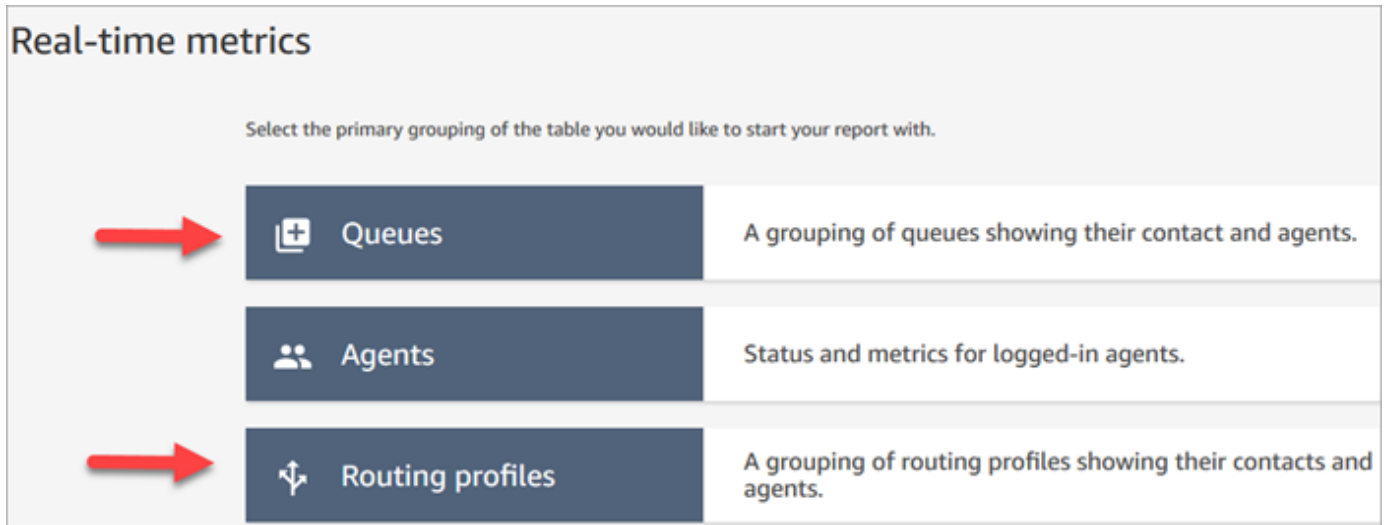 Real-time metrics
Select the primary grouping of the table you would like to start your report with.
Queues
A grouping of queues showing their contact and agents.
Agents
Status and metrics for logged-in agents.
Routing profiles
A grouping of routing profiles showing their contacts and
agents.